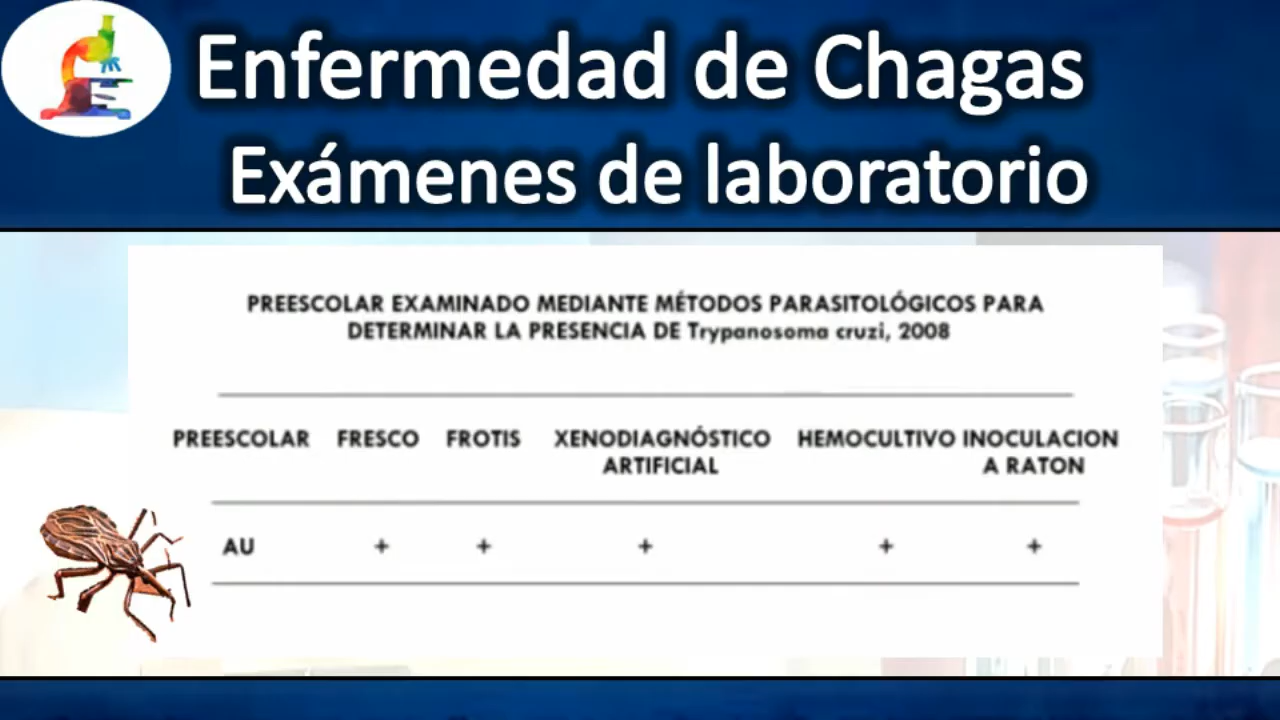 Enfermedad de Chagas
Exámenes de laboratorio
PREESCOLAR EXAMINADO MEDIANTE MÉTODOS PARASITOLÓGICOS PARA
DETERMINAR LA PRESENCIA DE Trypanosoma cruzi, 2008
PREESCOLAR FRESCO FROTIS XENODIAGNÓSTICO HEMOCULTIVO INOCULACION
ARTIFICIAL A RATON
AU + + + + +